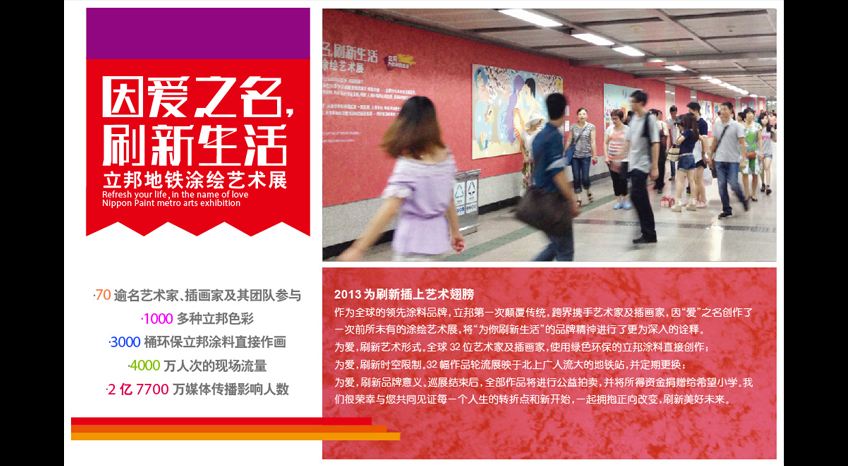 因爱之名,
刷新生活
立邦地铁涂绘艺术展
Refresh your life, in the name of love
Nippon Paint metro arts exhibition
·70 逾名艺术家、插画家及其团队参与
·1000 多种立邦色彩
·3000 桶环保立邦涂料直接作画
·4000 万人次的现场流量
·2 亿 7700 万媒体传播影响人数
名,刷新生活
涂绘艺术展
2013 为刷新插上艺术翅膀
作为全球的领先涂料品牌，立邦第一次颠覆传统，跨界携手艺术家及插画家，因“爱”之名创作了
一次前所未有的涂绘艺术展，将“为你刷新生活”的品牌精神进行了更为深入的诠释。
为爱，刷新艺术形式。全球 32 位艺术家及插画家，使用绿色环保的立邦涂料直接创作；
为爱，刷新时空限制。32 幅作品轮流展映于北上广人流大的地铁站，并定期更换；
为爱，刷新品牌意义。巡展结束后，全部作品将进行公益拍卖，并将所得资金捐赠给希望小学。我
们很荣幸与您共同见证每一个人生的转折点和新开始，一起拥抱正向改变，刷新美好未来。